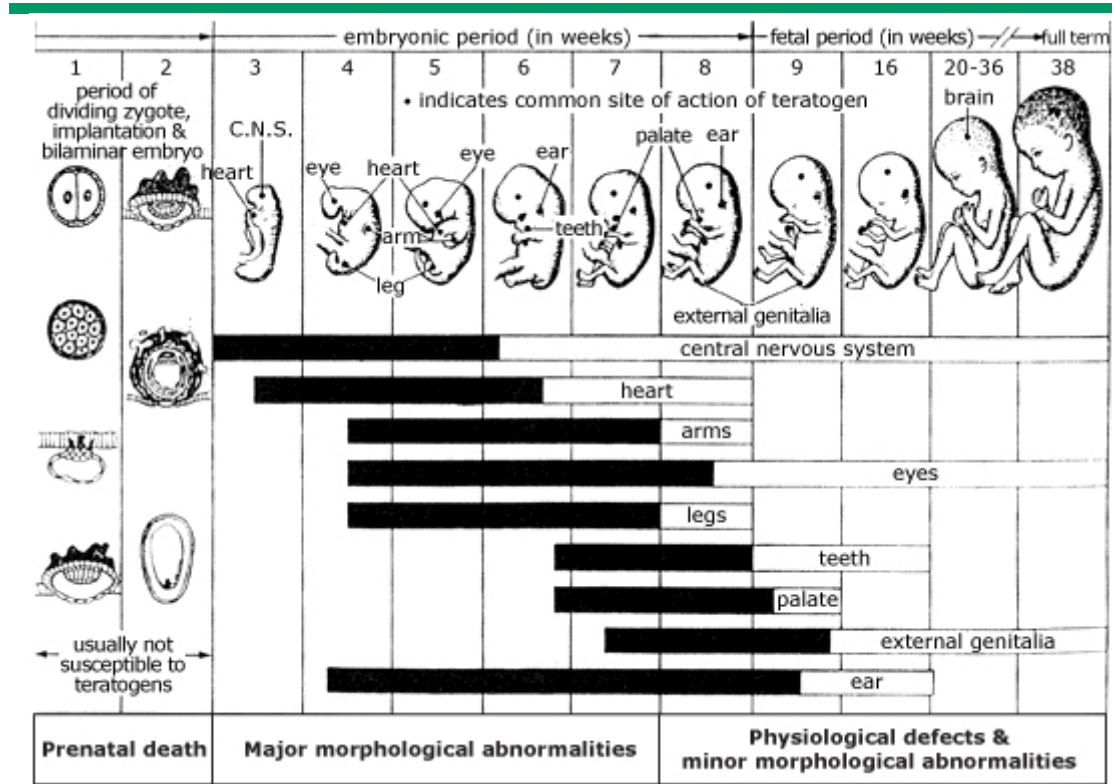 embryonic period (in weeks)
fetal period (in weeks)
full term
1 2 3 4 5 6 7 8 9 16 20-36 38
period of
dividing zygote,
implantation &
bilaminar embryo
• indicates common site of action of teratogen
brain
C.N.S.
heart
eye
heart
eye
ear
palate
ear
arm
teeth
leg
external genitalia
central nervous system
heart
arms
eyes
legs
teeth
palate
external genitalia
ear
usually not
susceptible to
teratogens
Prenatal death
Major morphological abnormalities
Physiological defects &
minor morphological abnormalities